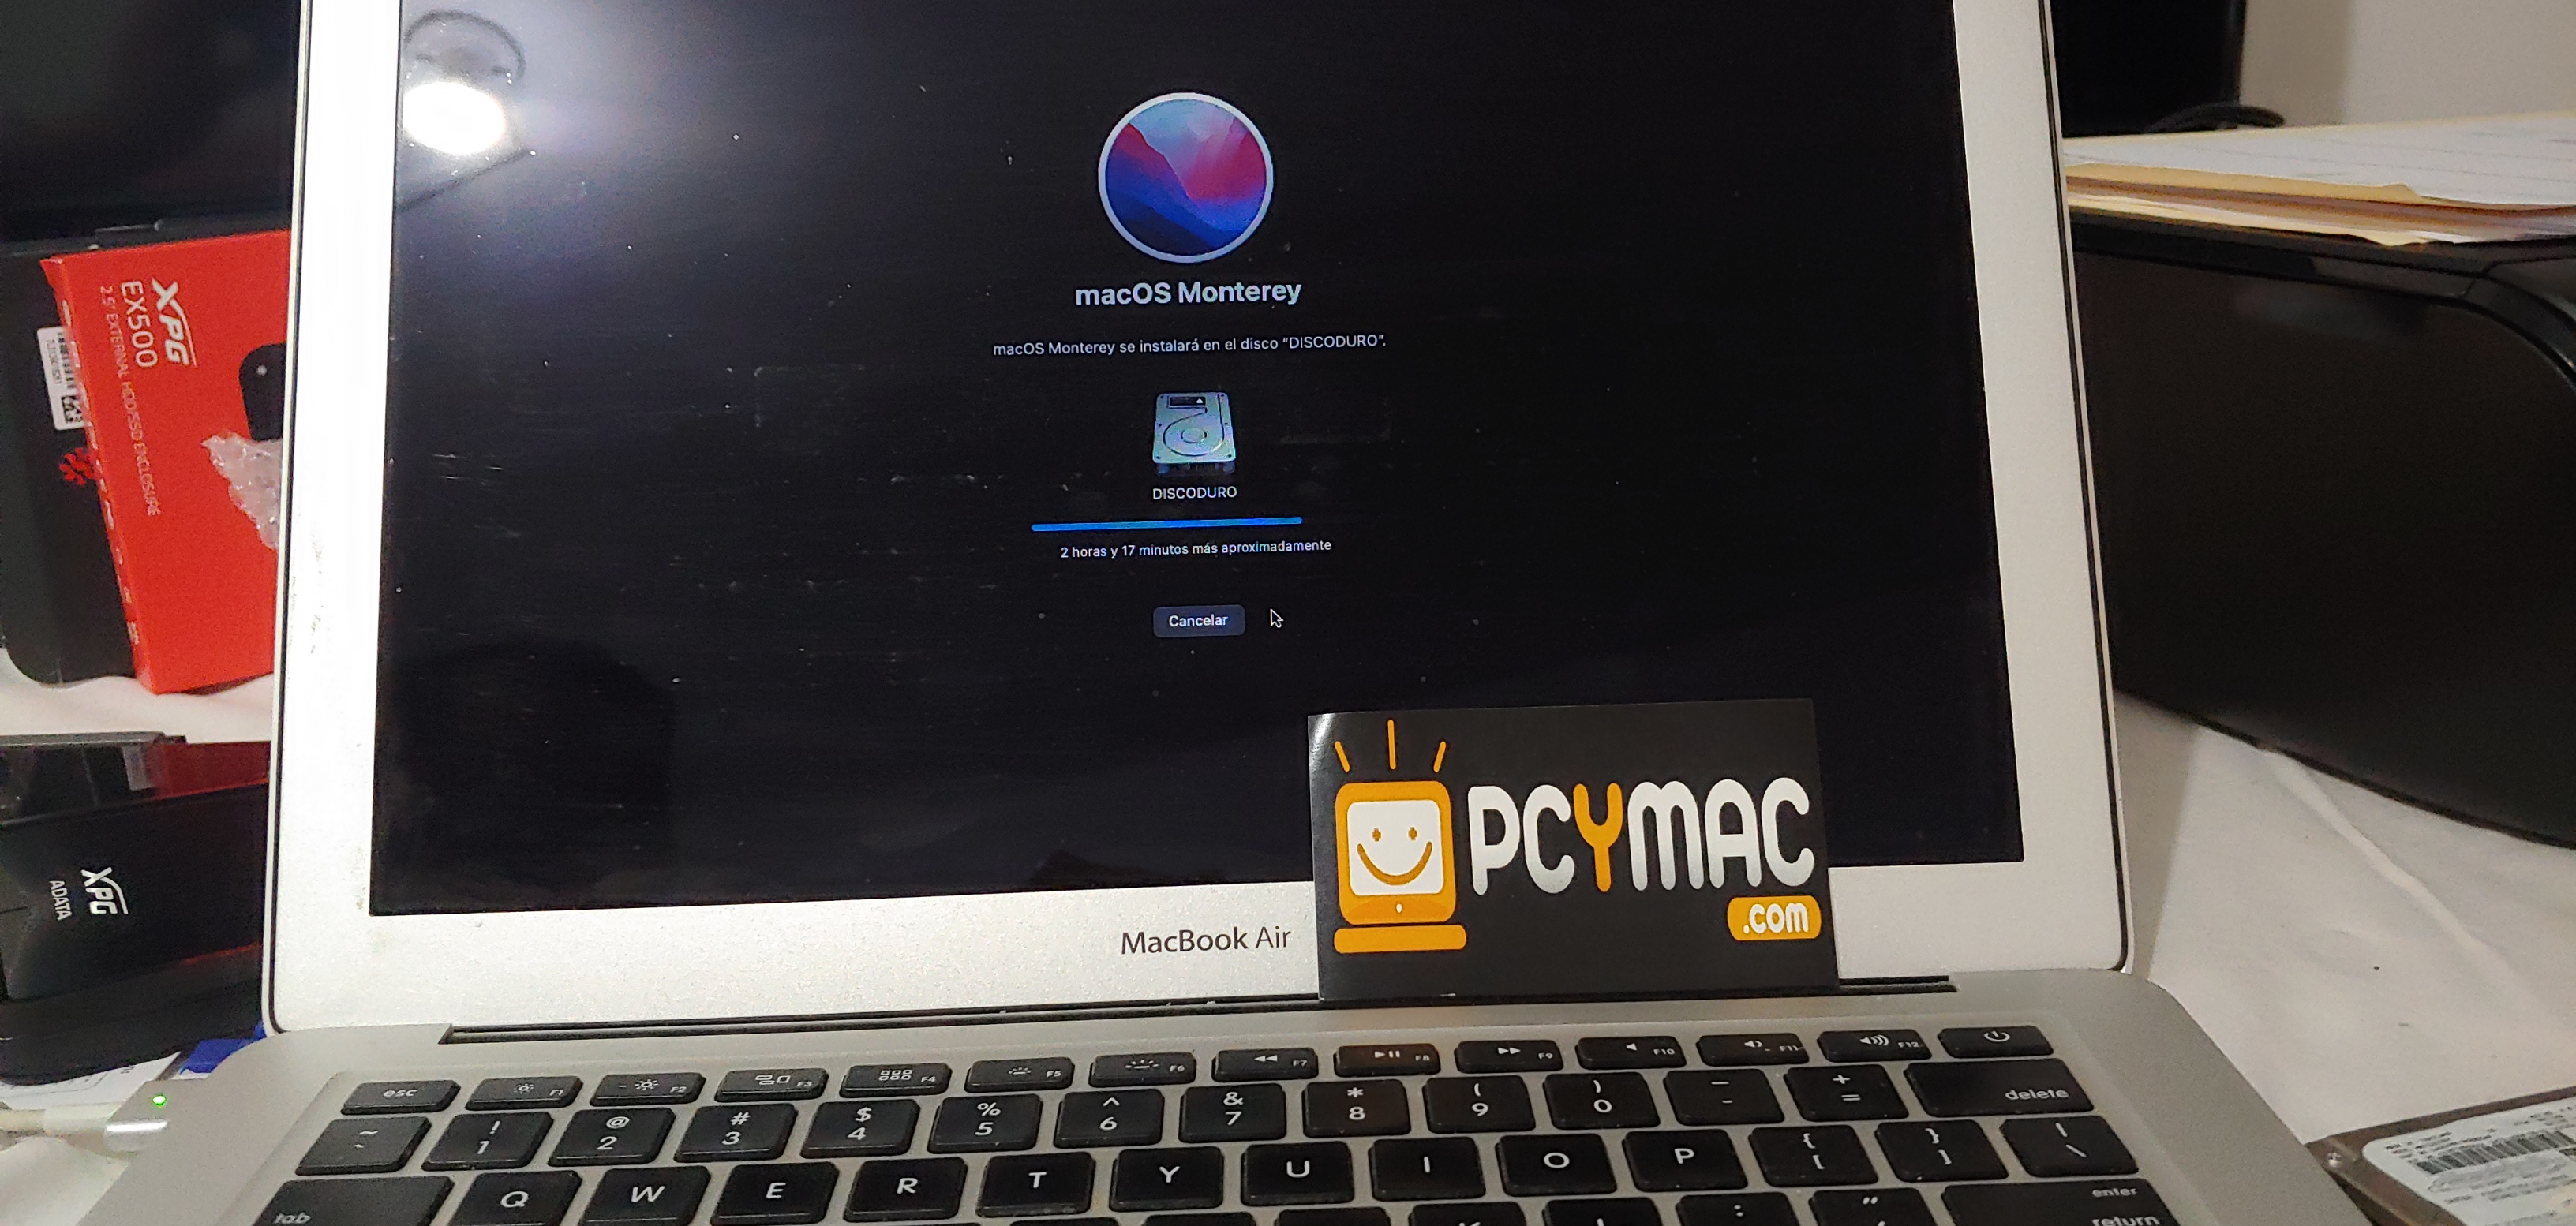 macOS Monterey
macOS Monterey se instalará en el disco “DISCODURO”.
DISCODURO
2 horas y 17 minutos más aproximadamente
Cancelar
XPG
EX500
2.5" EXTERNAL HDD/SSD ENCLOSURE
XPG
ADATA
PCYMAC
.com
MacBook Air
esc F1 F2 F3 F4 F5 F6 F7 F8 F9 F10 F11 F12
~ ! @ # $ % ^ & * ( ) _ +
` 1 2 3 4 5 6 7 8 9 0 - = delete
tab Q W E R T Y U I O P { [ } ] | \
: " enter
return